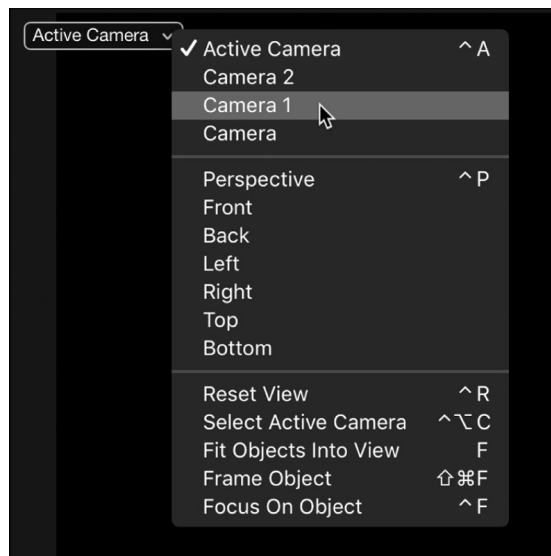 Active Camera
✓ Active Camera ^ A
Camera 2
Camera 1
Camera
Perspective ^ P
Front
Back
Left
Right
Top
Bottom
Reset View ^ R
Select Active Camera ^⌥ C
Fit Objects Into View F
Frame Object ⇧⌘F
Focus On Object ^ F